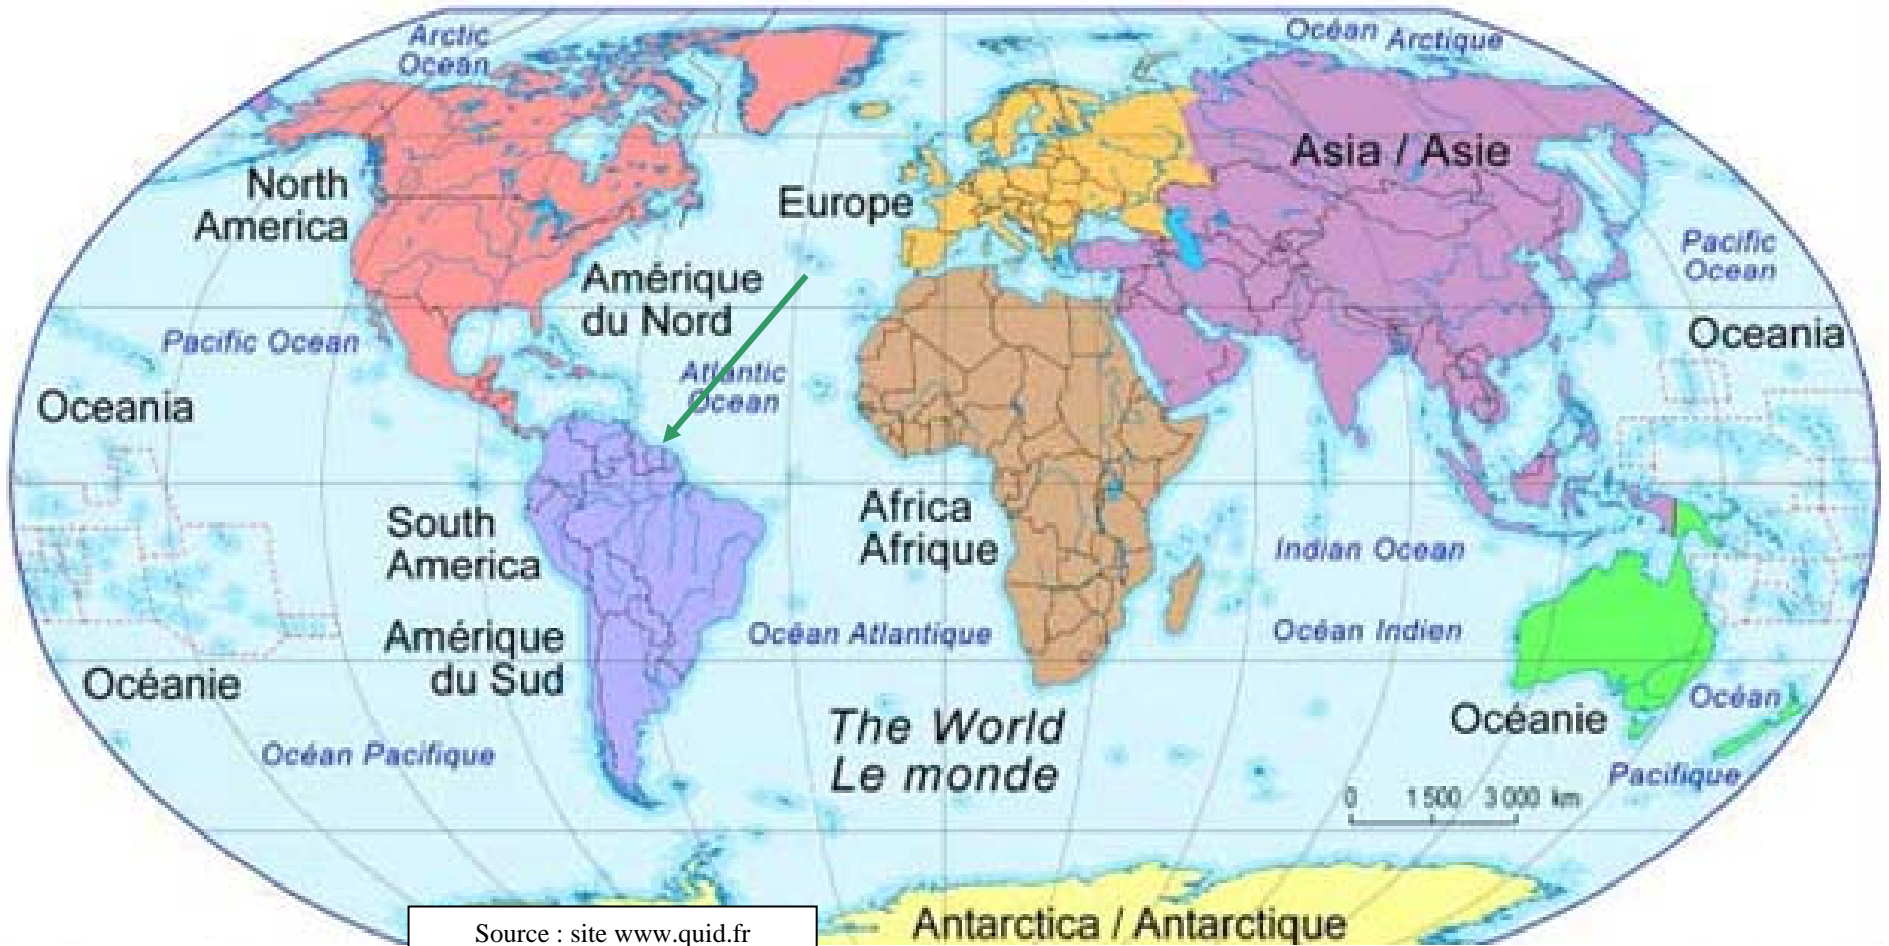 Arctic
Ocean
Océan Arctique
North
America
Europe
Asia / Asie
Pacific
Ocean
Amérique
du Nord
Pacific Ocean
Oceania
Atlantic
Ocean
Oceania
South
America
Africa
Afrique
Indian Ocean
Amérique
du Sud
Océan Atlantique
Océan Indien
Océanie
Océan
Océanie
The World
Le monde
Océan Pacifique
Pacifique
0 1 500 3 000 km
Antarctica / Antarctique
Source : site www.quid.fr